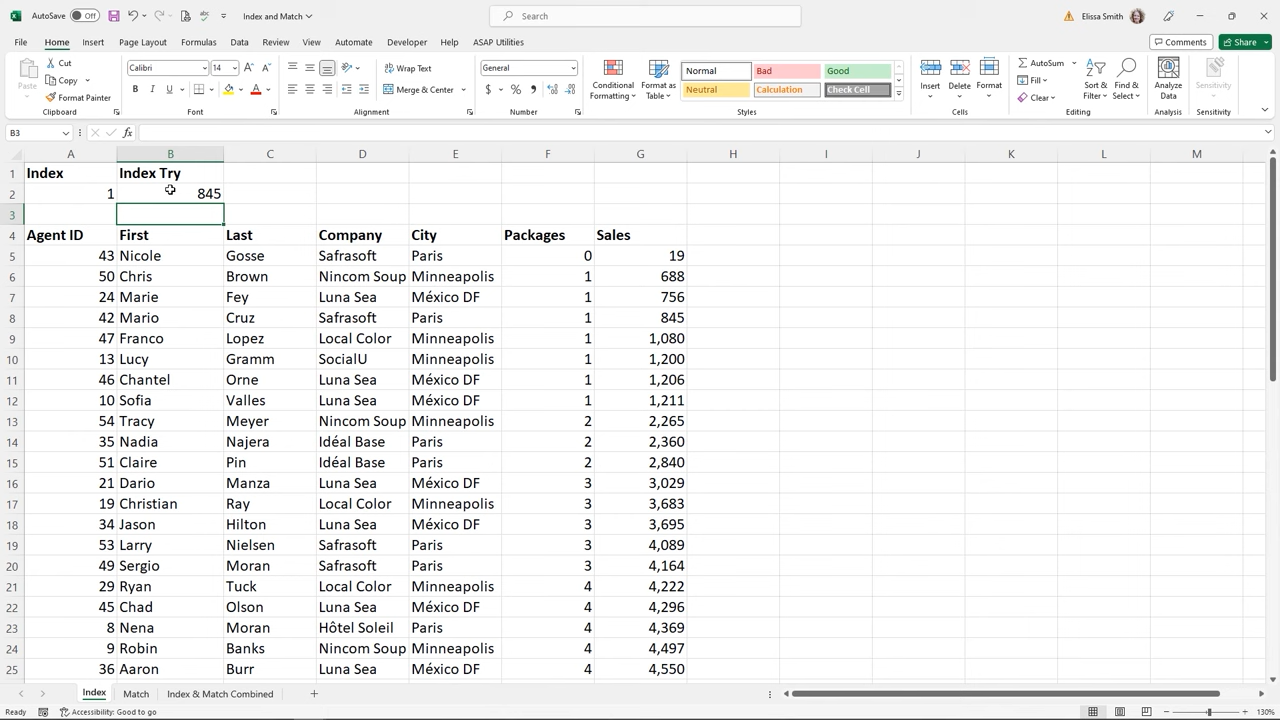 AutoSave Off Index and Match Search Elissa Smith
File Home Insert Page Layout Formulas Data Review View Automate Developer Help ASAP Utilities Comments Share
Paste Cut Copy Format Painter Clipboard
Calibri 14 B I U A Font
Wrap Text Merge & Center Alignment
General $ % Number
Conditional Formatting Format as Table Normal Bad Good Neutral Calculation Check Cell Styles
Insert Delete Format Cells
AutoSum Fill Clear Sort & Filter Find & Select Editing
Analyze Data Analysis
Sensitivity Sensitivity
B3 fx
A B C D E F G H I J K L M
1 Index Index Try
2 1 845
3
4 Agent ID First Last Company City Packages Sales
5 43 Nicole Gosse Safrasoft Paris 0 19
6 50 Chris Brown Nincom Soup Minneapolis 1 688
7 24 Marie Fey Luna Sea México DF 1 756
8 42 Mario Cruz Safrasoft Paris 1 845
9 47 Franco Lopez Local Color Minneapolis 1 1,080
10 13 Lucy Gramm SocialU Minneapolis 1 1,200
11 46 Chantel Orne Luna Sea México DF 1 1,206
12 10 Sofia Valles Luna Sea México DF 1 1,211
13 54 Tracy Meyer Nincom Soup Minneapolis 2 2,265
14 35 Nadia Najera Idéal Base Paris 2 2,360
15 51 Claire Pin Idéal Base Paris 2 2,840
16 21 Dario Manza Luna Sea México DF 3 3,029
17 19 Christian Ray Local Color Minneapolis 3 3,683
18 34 Jason Hilton Luna Sea México DF 3 3,695
19 53 Larry Nielsen Safrasoft Paris 3 4,089
20 49 Sergio Moran Safrasoft Paris 3 4,164
21 29 Ryan Tuck Local Color Minneapolis 4 4,222
22 45 Chad Olson Luna Sea México DF 4 4,296
23 8 Nena Moran Hôtel Soleil Paris 4 4,369
24 9 Robin Banks Nincom Soup Minneapolis 4 4,497
25 36 Aaron Burr Luna Sea México DF 4 4,550
Index Match Index & Match Combined
Ready Accessibility: Good to go 130%